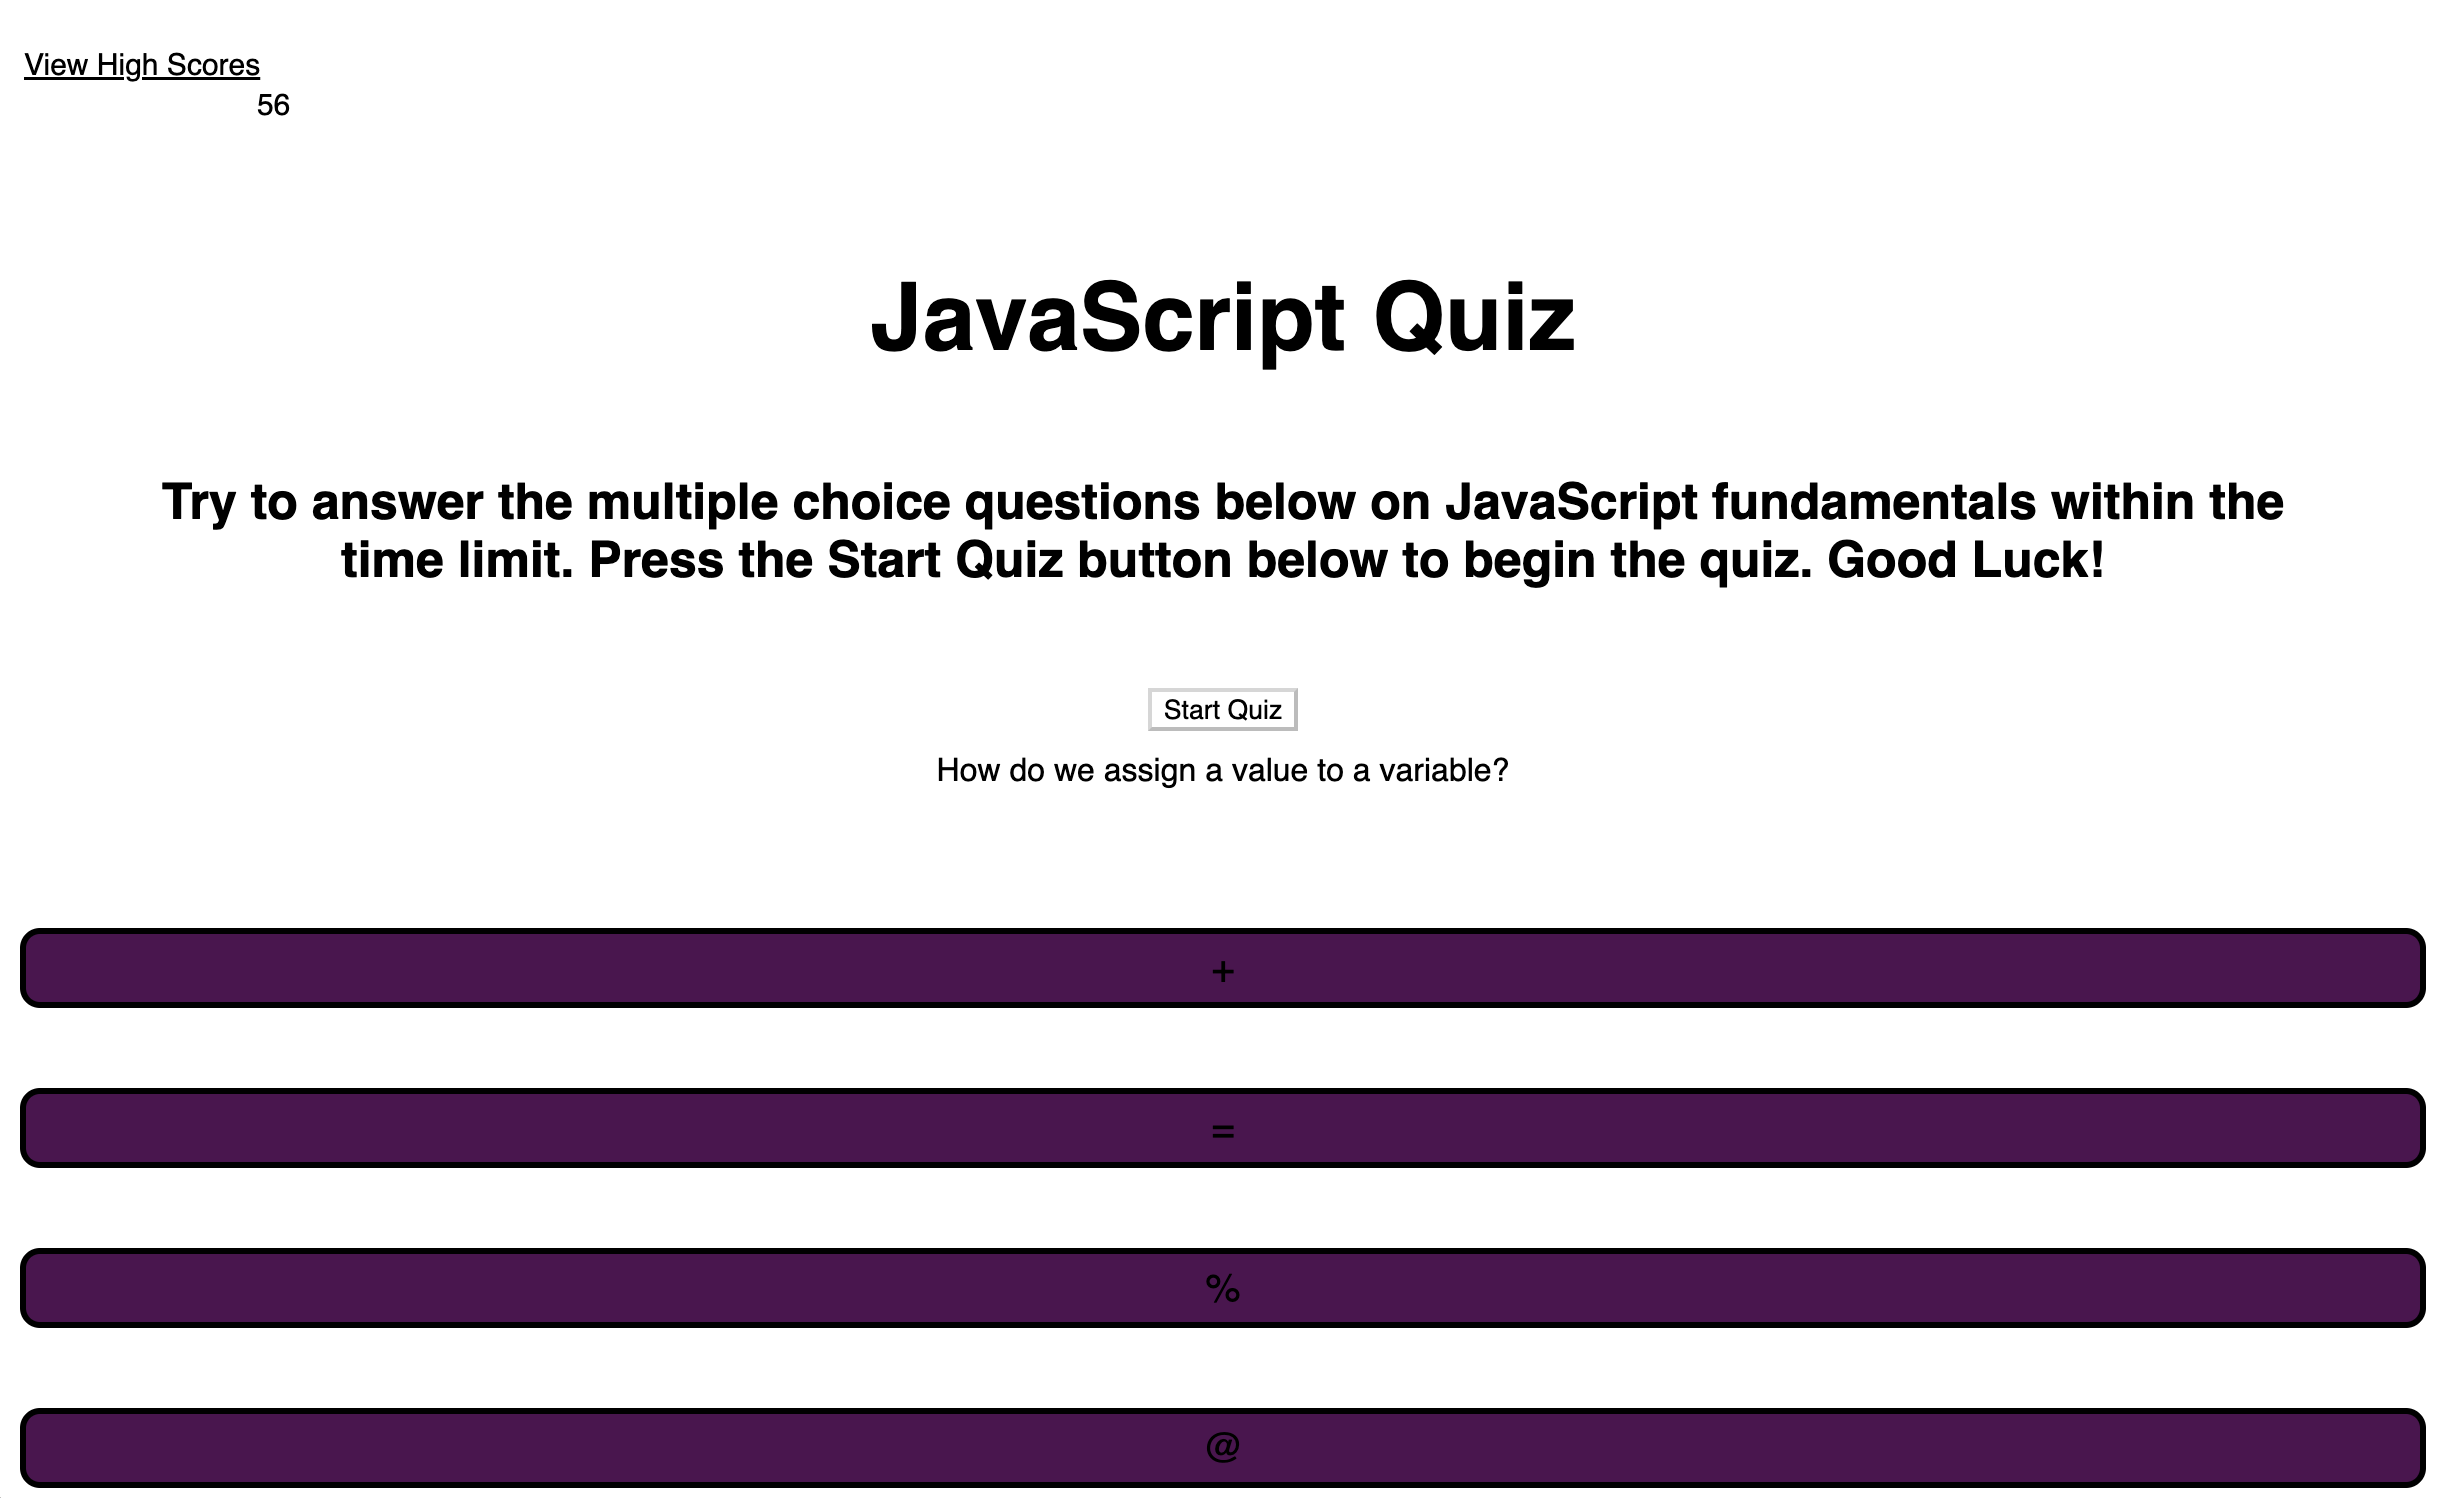 View High Scores
56
JavaScript Quiz
Try to answer the multiple choice questions below on JavaScript fundamentals within the
time limit. Press the Start Quiz button below to begin the quiz. Good Luck!
Start Quiz
How do we assign a value to a variable?
+
=
%
@